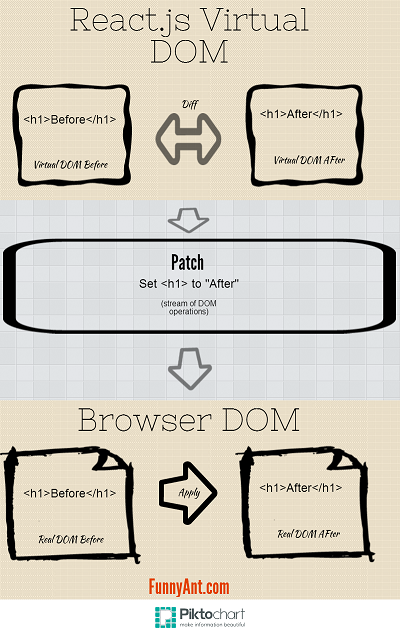 React.js Virtual
DOM
Diff
<h1>Before</h1>
<h1>After</h1>
Virtual DOM Before
Virtual DOM AFter
Patch
Set <h1> to "After"
(stream of DOM
operations)
Browser DOM
<h1>Before</h1>
Apply
<h1>After</h1>
Real DOM Before
Real DOM AFter
FunnyAnt.com
Piktochart
make information beautiful